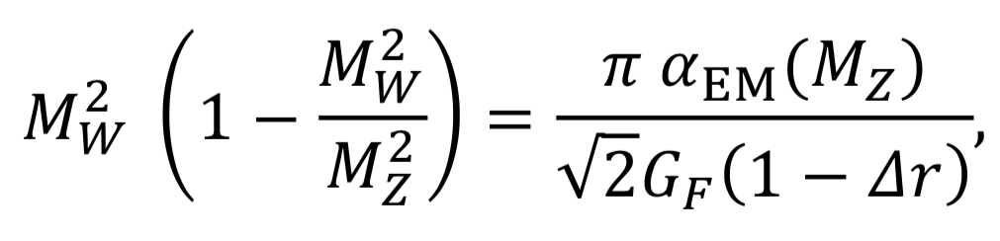 M_W^2 \left( 1 - \frac{M_W^2}{M_Z^2} \right) = \frac{\pi \, \alpha_{\mathrm{EM}}(M_Z)}{\sqrt{2} G_F (1 - \Delta r)},